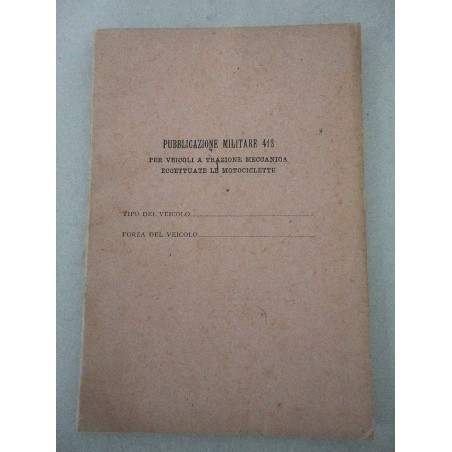 PUBBLICAZIONE MILITARE 413
PER VEICOLI A TRAZIONE MECCANICA
ECCETTUATE LE MOTOCICLETTE
TIPO DEL VEICOLO
FORZA DEL VEICOLO